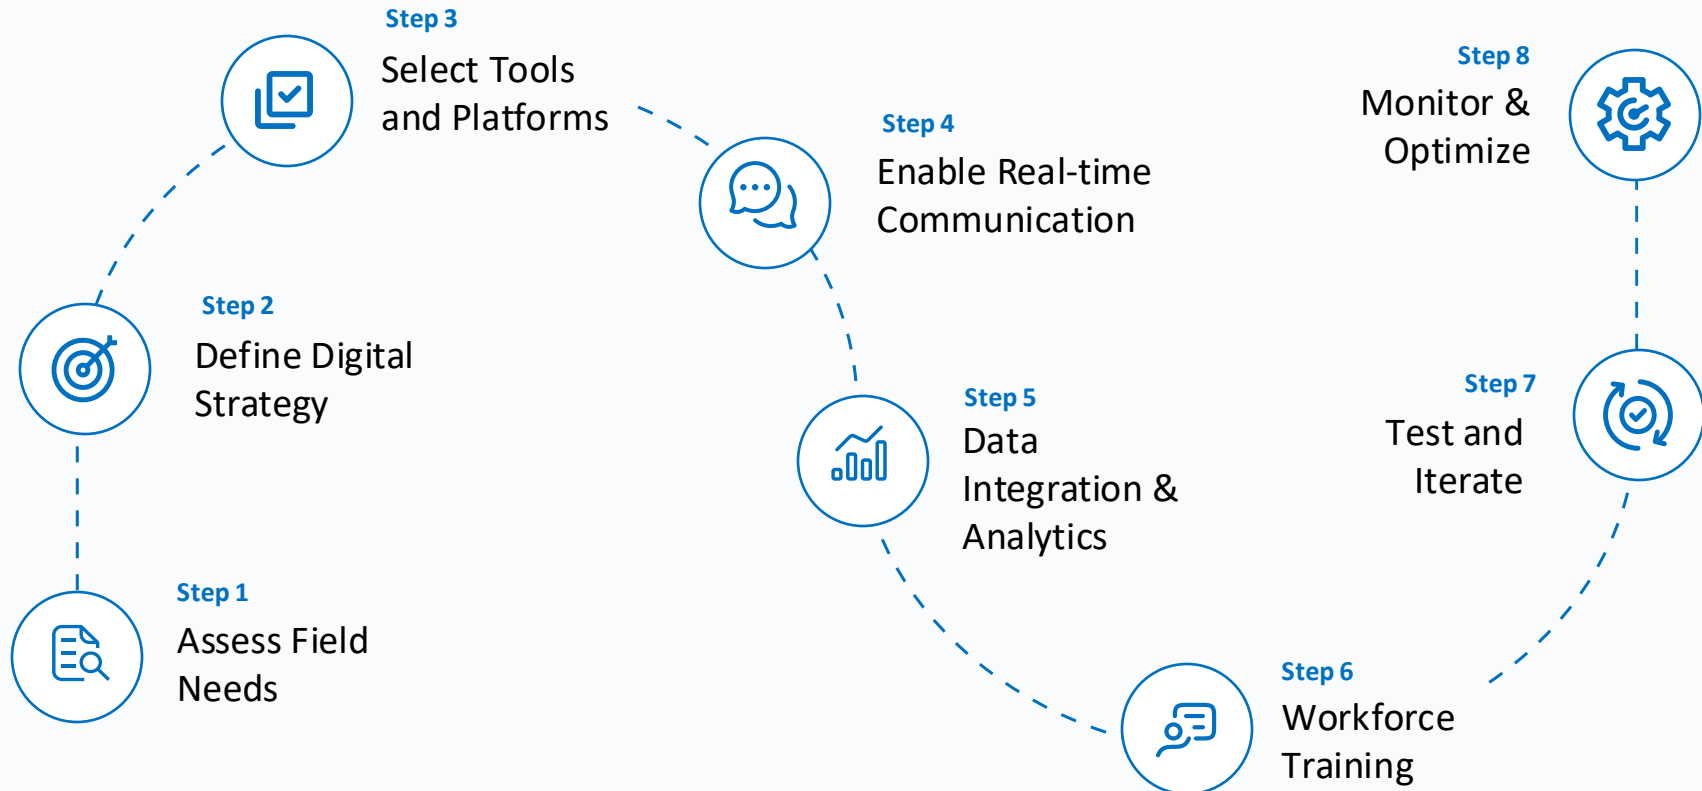 Step 1
Assess Field
Needs
Step 2
Define Digital
Strategy
Step 3
Select Tools
and Platforms
Step 4
Enable Real-time
Communication
Step 5
Data
Integration &
Analytics
Step 6
Workforce
Training
Step 7
Test and
Iterate
Step 8
Monitor &
Optimize